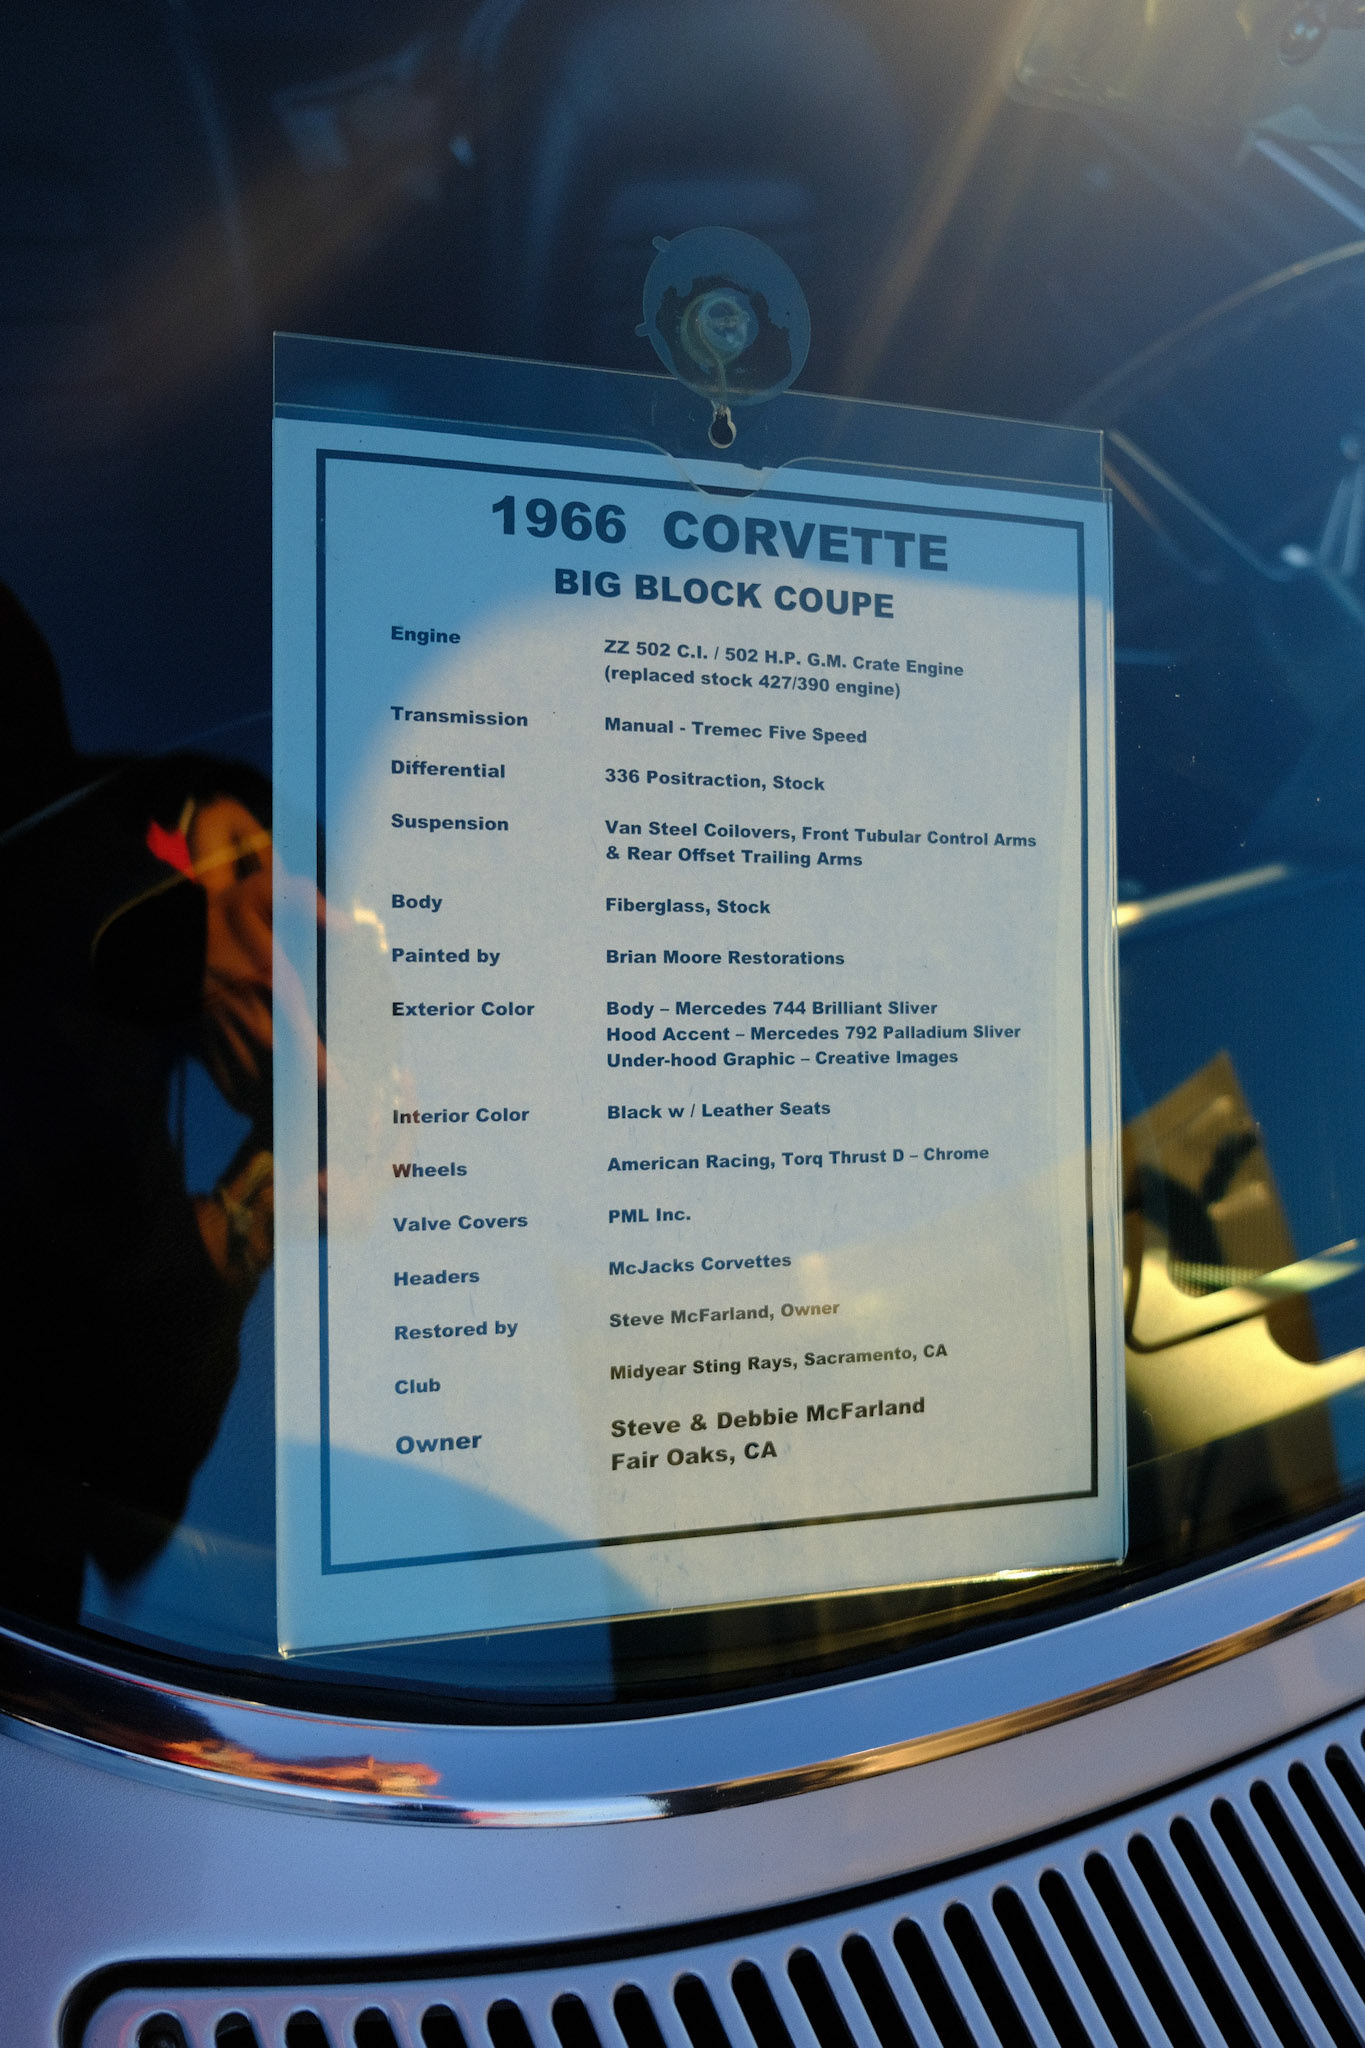 1966 CORVETTE
BIG BLOCK COUPE
Engine ZZ 502 C.I. / 502 H.P. G.M. Crate Engine
(replaced stock 427/390 engine)
Transmission Manual - Tremec Five Speed
Differential 336 Positraction, Stock
Suspension Van Steel Coilovers, Front Tubular Control Arms
& Rear Offset Trailing Arms
Body Fiberglass, Stock
Painted by Brian Moore Restorations
Exterior Color Body – Mercedes 744 Brilliant Sliver
Hood Accent – Mercedes 792 Palladium Sliver
Under-hood Graphic – Creative Images
Interior Color Black w / Leather Seats
Wheels American Racing, Torq Thrust D – Chrome
Valve Covers PML Inc.
Headers McJacks Corvettes
Restored by Steve McFarland, Owner
Club Midyear Sting Rays, Sacramento, CA
Owner Steve & Debbie McFarland
Fair Oaks, CA